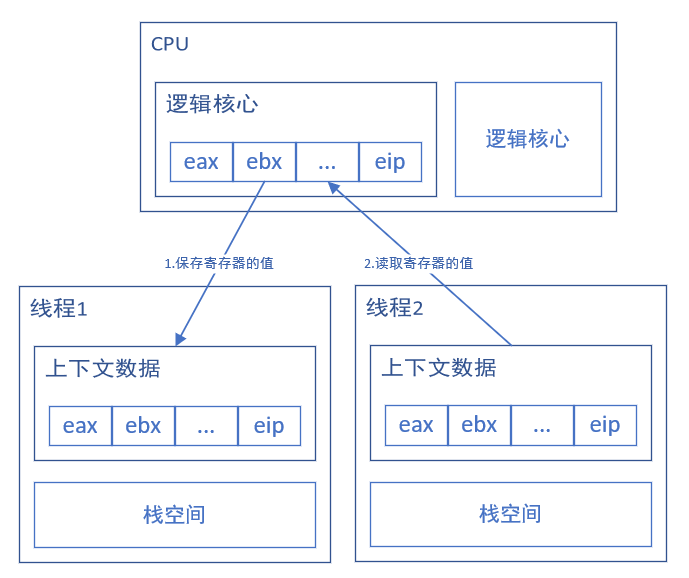 CPU
逻辑核心
eax ebx ... eip
逻辑核心
1.保存寄存器的值
2.读取寄存器的值
线程1
上下文数据
eax ebx ... eip
栈空间
线程2
上下文数据
eax ebx ... eip
栈空间